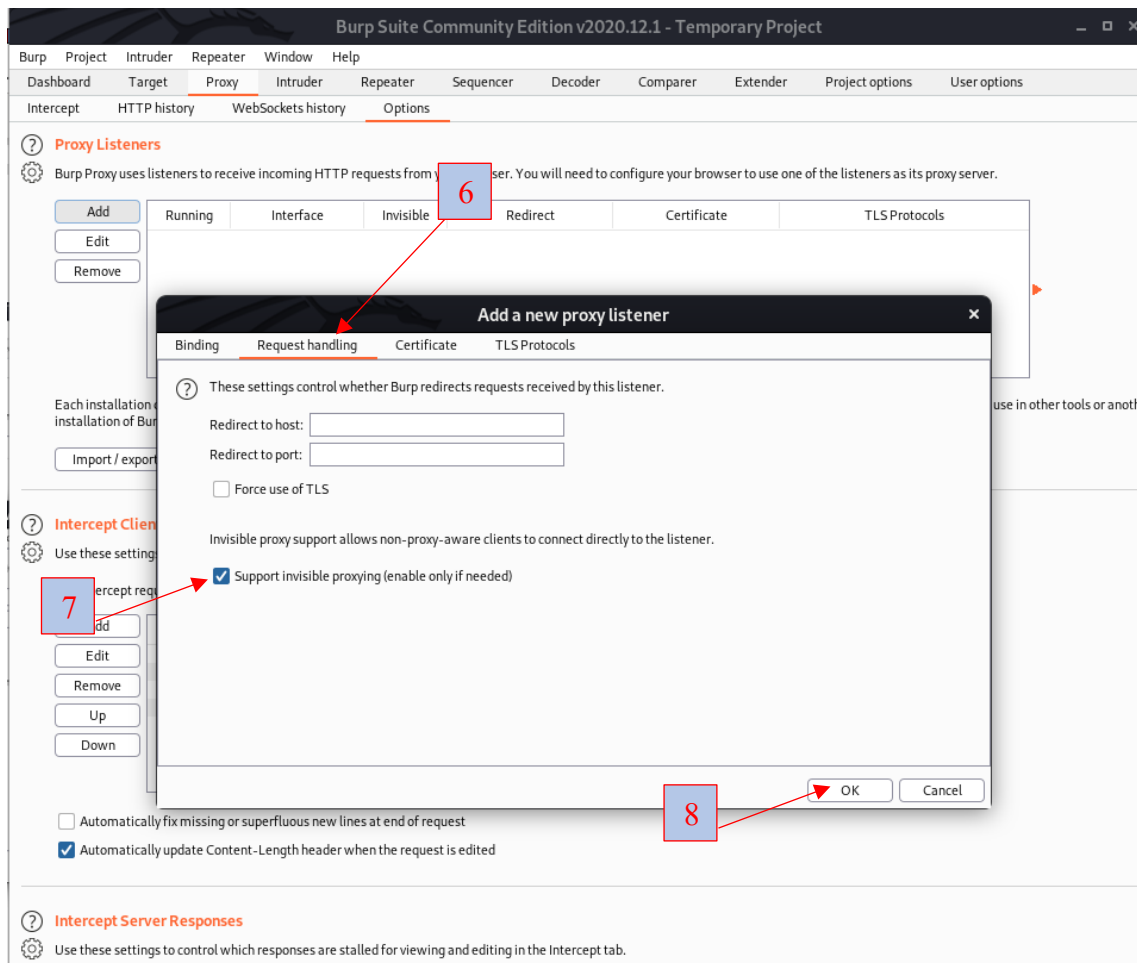 Burp Suite Community Edition v2020.12.1 - Temporary Project
Burp Project Intruder Repeater Window Help
Dashboard Target Proxy Intruder Repeater Sequencer Decoder Comparer Extender Project options User options
Intercept HTTP history WebSockets history Options
Proxy Listeners
Burp Proxy uses listeners to receive incoming HTTP requests from ser. You will need to configure your browser to use one of the listeners as its proxy server.
6
Add Running Interface Invisible Redirect Certificate TLS Protocols
Edit
Remove
Add a new proxy listener
Binding Request handling Certificate TLS Protocols
These settings control whether Burp redirects requests received by this listener.
Each installation use in other tools or
installation of
Redirect to host:
Redirect to port:
Import / export
Force use of TLS
Intercept
Invisible proxy support allows non-proxy-aware clients to connect directly to the listener.
Use these
Support invisible proxying (enable only if needed)
7
Edit
Remove
Up
Down
OK Cancel
8
Automatically fix missing or superfluous new lines at end of request
Automatically update Content-Length header when the request is edited
Intercept Server Responses
Use these settings to control which responses are stalled for viewing and editing in the Intercept tab.